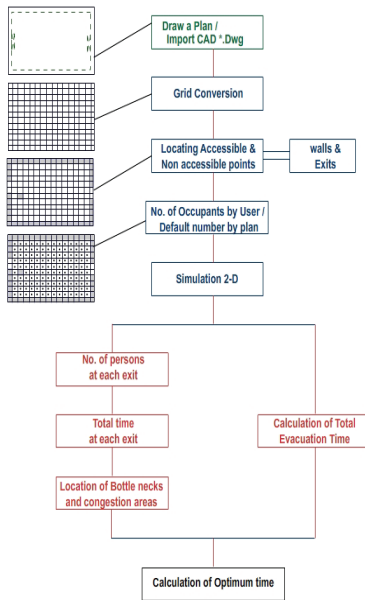 Draw a Plan /
Import CAD *.Dwg
Grid Conversion
Locating Accessible &
Non accessible points
walls &
Exits
No. of Occupants by User /
Default number by plan
Simulation 2-D
No. of persons
at each exit
Total time
at each exit
Calculation of Total
Evacuation Time
Location of Bottle necks
and congestion areas
Calculation of Optimum time